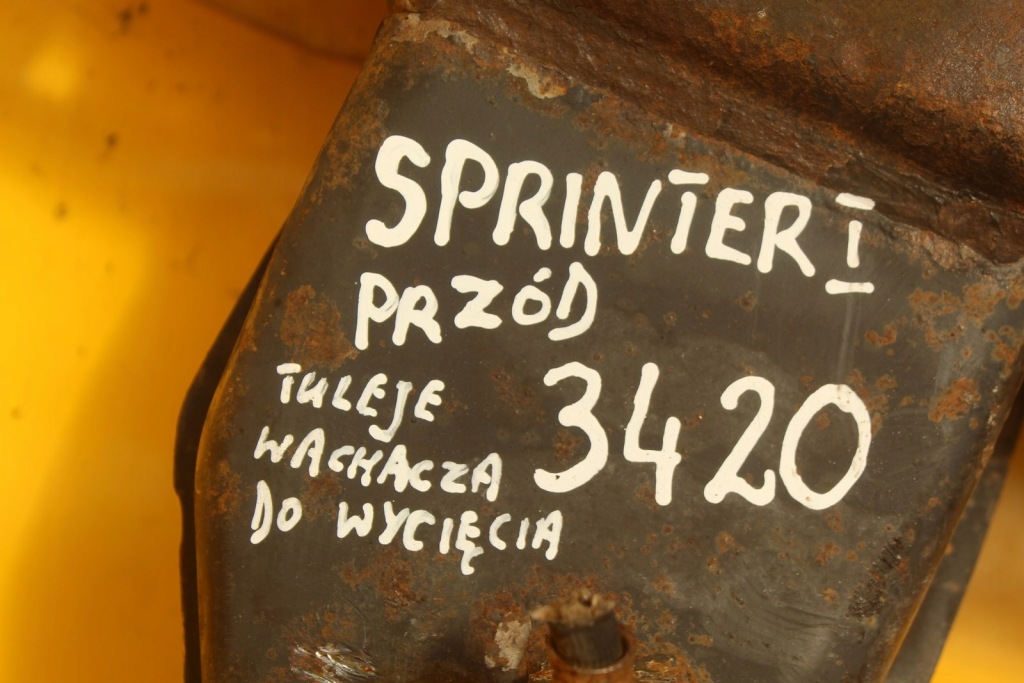 SPRINTER I
PRZÓD
TULEJE
WACHACZA
DO WYCIĘCIA
3420